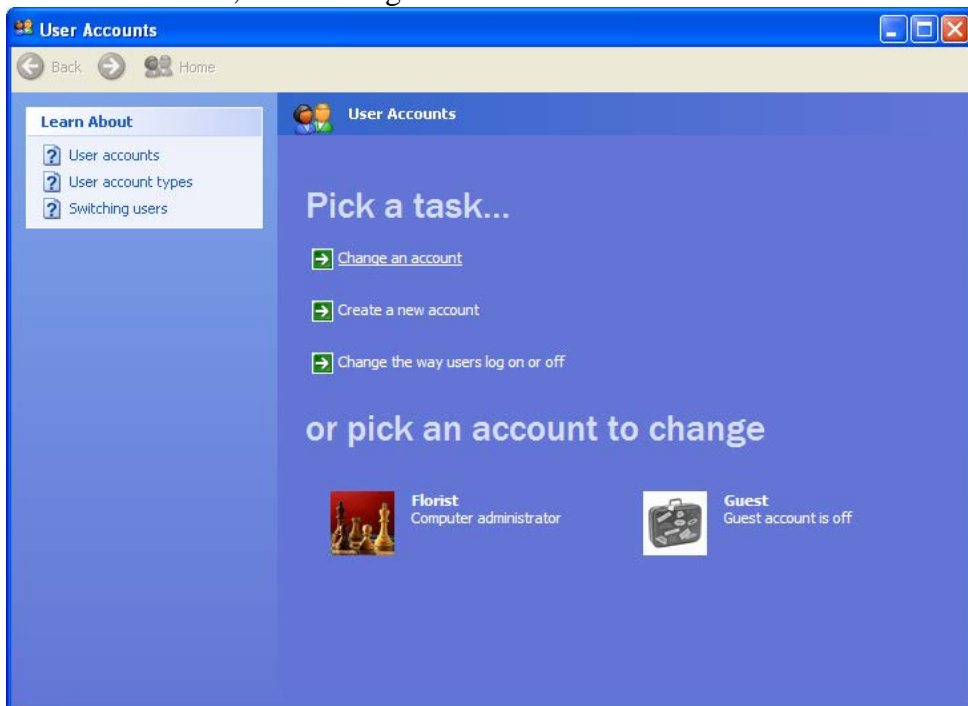 User Accounts
Back Home
Learn About
User accounts
User account types
Switching users
User Accounts
Pick a task...
Change an account
Create a new account
Change the way users log on or off
or pick an account to change
Florist
Computer administrator
Guest
Guest account is off